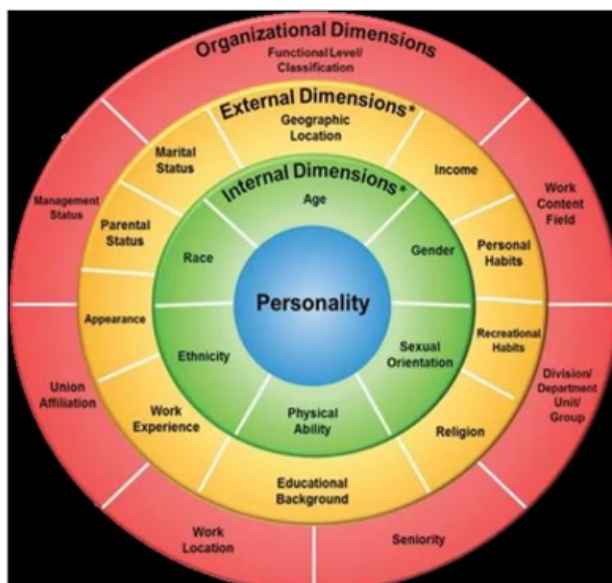 Organizational Dimensions
Functional Level/
Classification
External Dimensions*
Geographic
Location
Internal Dimensions*
Age
Marital
Status
Income
Management
Status
Work
Content
Field
Parental
Status
Personal
Habits
Race
Gender
Personality
Appearance
Recreational
Habits
Ethnicity
Sexual
Orientation
Union
Affiliation
Division/
Department
Unit/
Group
Work
Experience
Physical
Ability
Religion
Educational
Background
Work
Location
Seniority